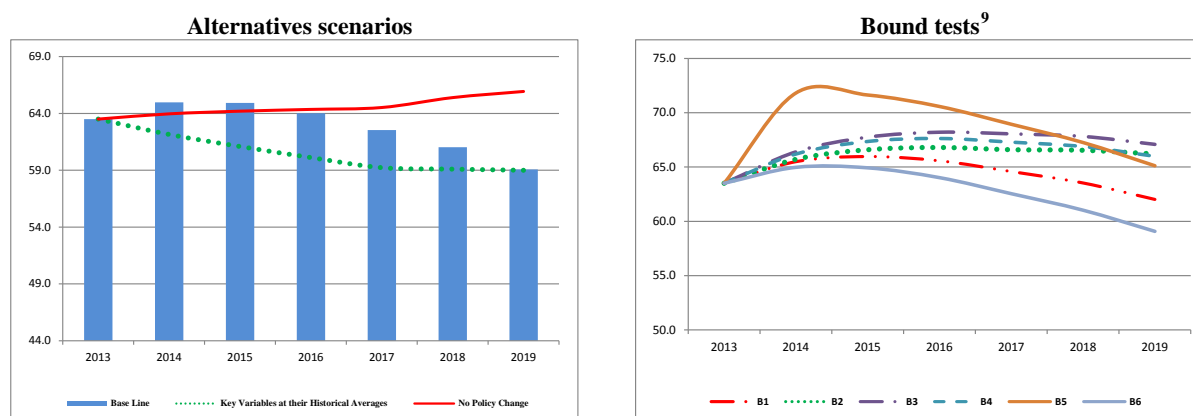 Alternatives scenarios
69.0
64.0
59.0
54.0
49.0
44.0
2013 2014 2015 2016 2017 2018 2019
Base Line Key Variables at their Historical Averages No Policy Change
Bound tests9
75.0
70.0
65.0
60.0
55.0
50.0
2013 2014 2015 2016 2017 2018 2019
B1 B2 B3 B4 B5 B6